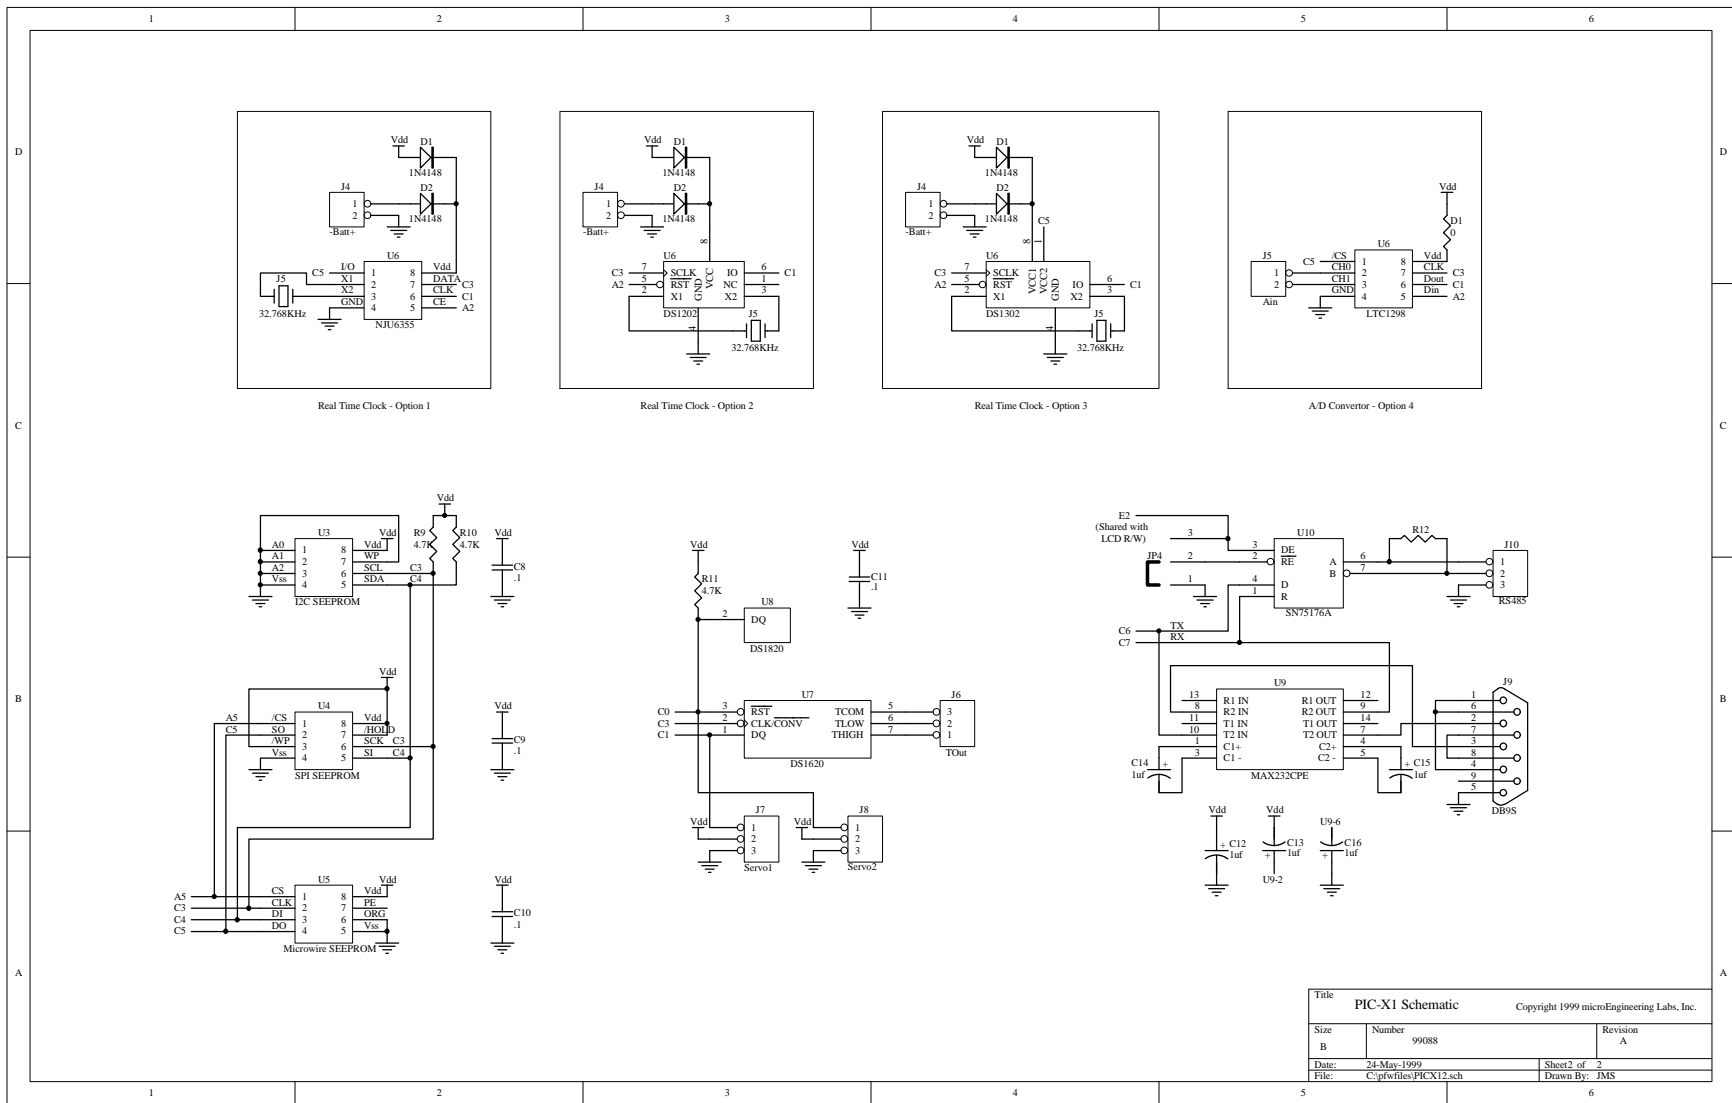 1 2 3 4 5 6
D D
Vdd D1
1N4148
J4 D2
1 2
1N4148
-Batt+
U6
C5 I/O 1 8 Vdd
X1 2 7 DATA C3
J5 X2 3 6 CLK C1
GND 4 5 CE A2
32.768KHz
NJU6355
Real Time Clock - Option 1
Vdd D1
1N4148
J4 D2
1 2
1N4148
-Batt+
8
U6
C3 7 SCLK VCC IO 6 C1
A2 5 RST GND NC 1
2 X1 X2 3
DS1202 4 J5
32.768KHz
Real Time Clock - Option 2
Vdd D1
1N4148
J4 D2
1 2
1N4148
-Batt+
C5
8 1
U6
C3 7 SCLK VCC1 VCC2 GND
A2 5 RST IO 6 C1
2 X1 X2 3
DS1302 4 J5
32.768KHz
Real Time Clock - Option 3
Vdd
D1
0
U6
J5 C5 /CS 1 8 Vdd
1 CH0 2 7 CLK C3
2 CH1 3 6 Dout C1
GND 4 5 Din A2
Ain
LTC1298
A/D Convertor - Option 4
C C
Vdd
R9 4.7K
R10 4.7K
U3
A0 1 8 Vdd Vdd
A1 2 7 WP
A2 3 6 SCL C3
Vss 4 5 SDA C4
I2C SEEPROM
Vdd
C8
.1
Vdd
U4
A5 /CS 1 8 Vdd
C5 SO 2 7 /HOLD
/WP 3 6 SCK C3
Vss 4 5 SI C4
SPI SEEPROM
Vdd
C9
.1
U5
A5 CS 1 8 Vdd Vdd
C3 CLK 2 7 PE
C4 DI 3 6 ORG
C5 DO 4 5 Vss
Microwire SEEPROM
Vdd
C10
.1
Vdd
R11
4.7K
U8
2 DQ
DS1820
Vdd
C11
.1
U7
C0 3 RST TCOM 5 3
C3 2 CLK/CONV TLOW 6 2
C1 1 DQ THIGH 7 1
DS1620
J6
TOut
J7
Vdd 1 2 3
Servo1
J8
Vdd 1 2 3
Servo2
E2
(Shared with
LCD R/W)
3
JP4 2
1
U10
3 DE
2 RE
4 D
1 R
A 6
B 7
SN75176A
R12
J10
1
2
3
RS485
C6 TX
C7 RX
U9
13 R1 IN R1 OUT 12
8 R2 IN R2 OUT 9
11 T1 IN T1 OUT 14
10 T2 IN T2 OUT 7
1 C1+ C2+ 4
3 C1 - C2 - 5
MAX232CPE
C14 +
1uf
+ C15
1uf
J9
1
6
2
7
3
8
4
9
5
DB9S
Vdd
+ C12
1uf
Vdd
C13
+ 1uf
U9-2
U9-6
C16
+ 1uf
B B
A A
Title
PIC-X1 Schematic Copyright 1999 microEngineering Labs, Inc.
Size Number Revision
B 99088 A
Date: 24-May-1999 Sheet2 of 2
File: C:\pfwfiles\PICX12.sch Drawn By: JMS
1 2 3 4 5 6